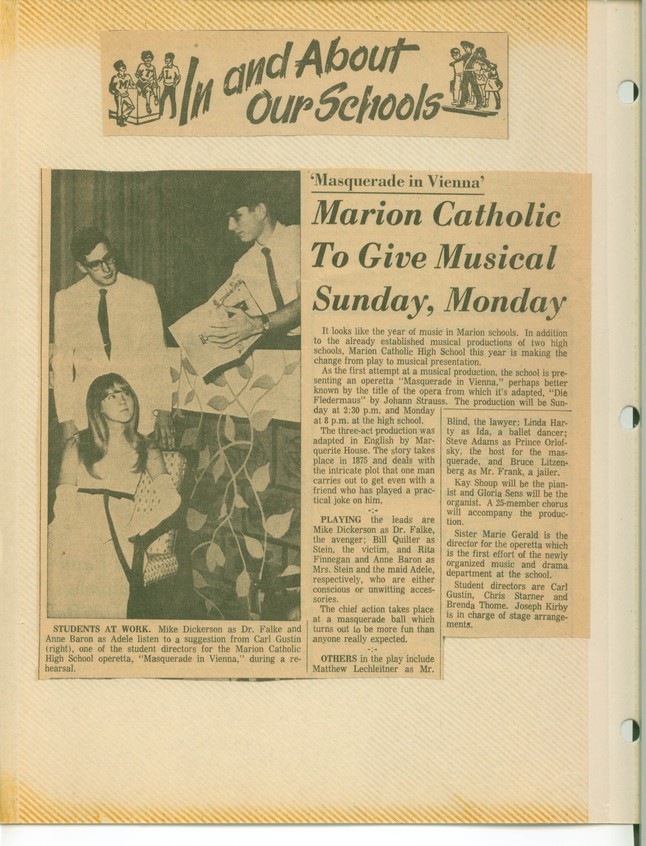 In and About
Our Schools
M
T
L
'Masquerade in Vienna'
Marion Catholic
To Give Musical
Sunday, Monday
It looks like the year of music in Marion schools. In addition
to the already established musical productions of two high
schools, Marion Catholic High School this year is making the
change from play to musical presentation.
As the first attempt at a musical production, the school is pre-
senting an operetta "Masquerade in Vienna," perhaps better
known by the title of the opera from which it's adapted, "Die
Fledermaus" by Johann Strauss. The production will be Sun-
day at 2:30 p.m. and Monday
at 8 p.m. at the high school.
The three-act production was
adapted in English by Mar-
querite House. The story takes
place in 1875 and deals with
the intricate plot that one man
carries out to get even with a
friend who has played a prac-
tical joke on him.
-:-
PLAYING the leads are
Mike Dickerson as Dr. Falke,
the avenger; Bill Quilter as
Stein, the victim, and Rita
Finnegan and Anne Baron as
Mrs. Stein and the maid Adele,
respectively, who are either
conscious or unwitting acces-
sories.
The chief action takes place
at a masquerade ball which
turns out to be more fun than
anyone really expected.
-:-
OTHERS in the play include
Matthew Lechleitner as Mr.
Blind, the lawyer; Linda Har-
ty as Ida, a ballet dancer;
Steve Adams as Prince Orlof-
sky, the host for the mas-
querade, and Bruce Litzen-
berg as Mr. Frank, a jailer.
Kay Shoup will be the pian-
ist and Gloria Sens will be the
organist. A 25-member chorus
will accompany the produc-
tion.
Sister Marie Gerald is the
director for the operetta which
is the first effort of the newly
organized music and drama
department at the school.
Student directors are Carl
Gustin, Chris Starner and
Brenda Thome. Joseph Kirby
is in charge of stage arrange-
ments.
STUDENTS AT WORK. Mike Dickerson as Dr. Falke and
Anne Baron as Adele listen to a suggestion from Carl Gustin
(right), one of the student directors for the Marion Catholic
High School operetta, "Masquerade in Vienna," during a re-
hearsal.